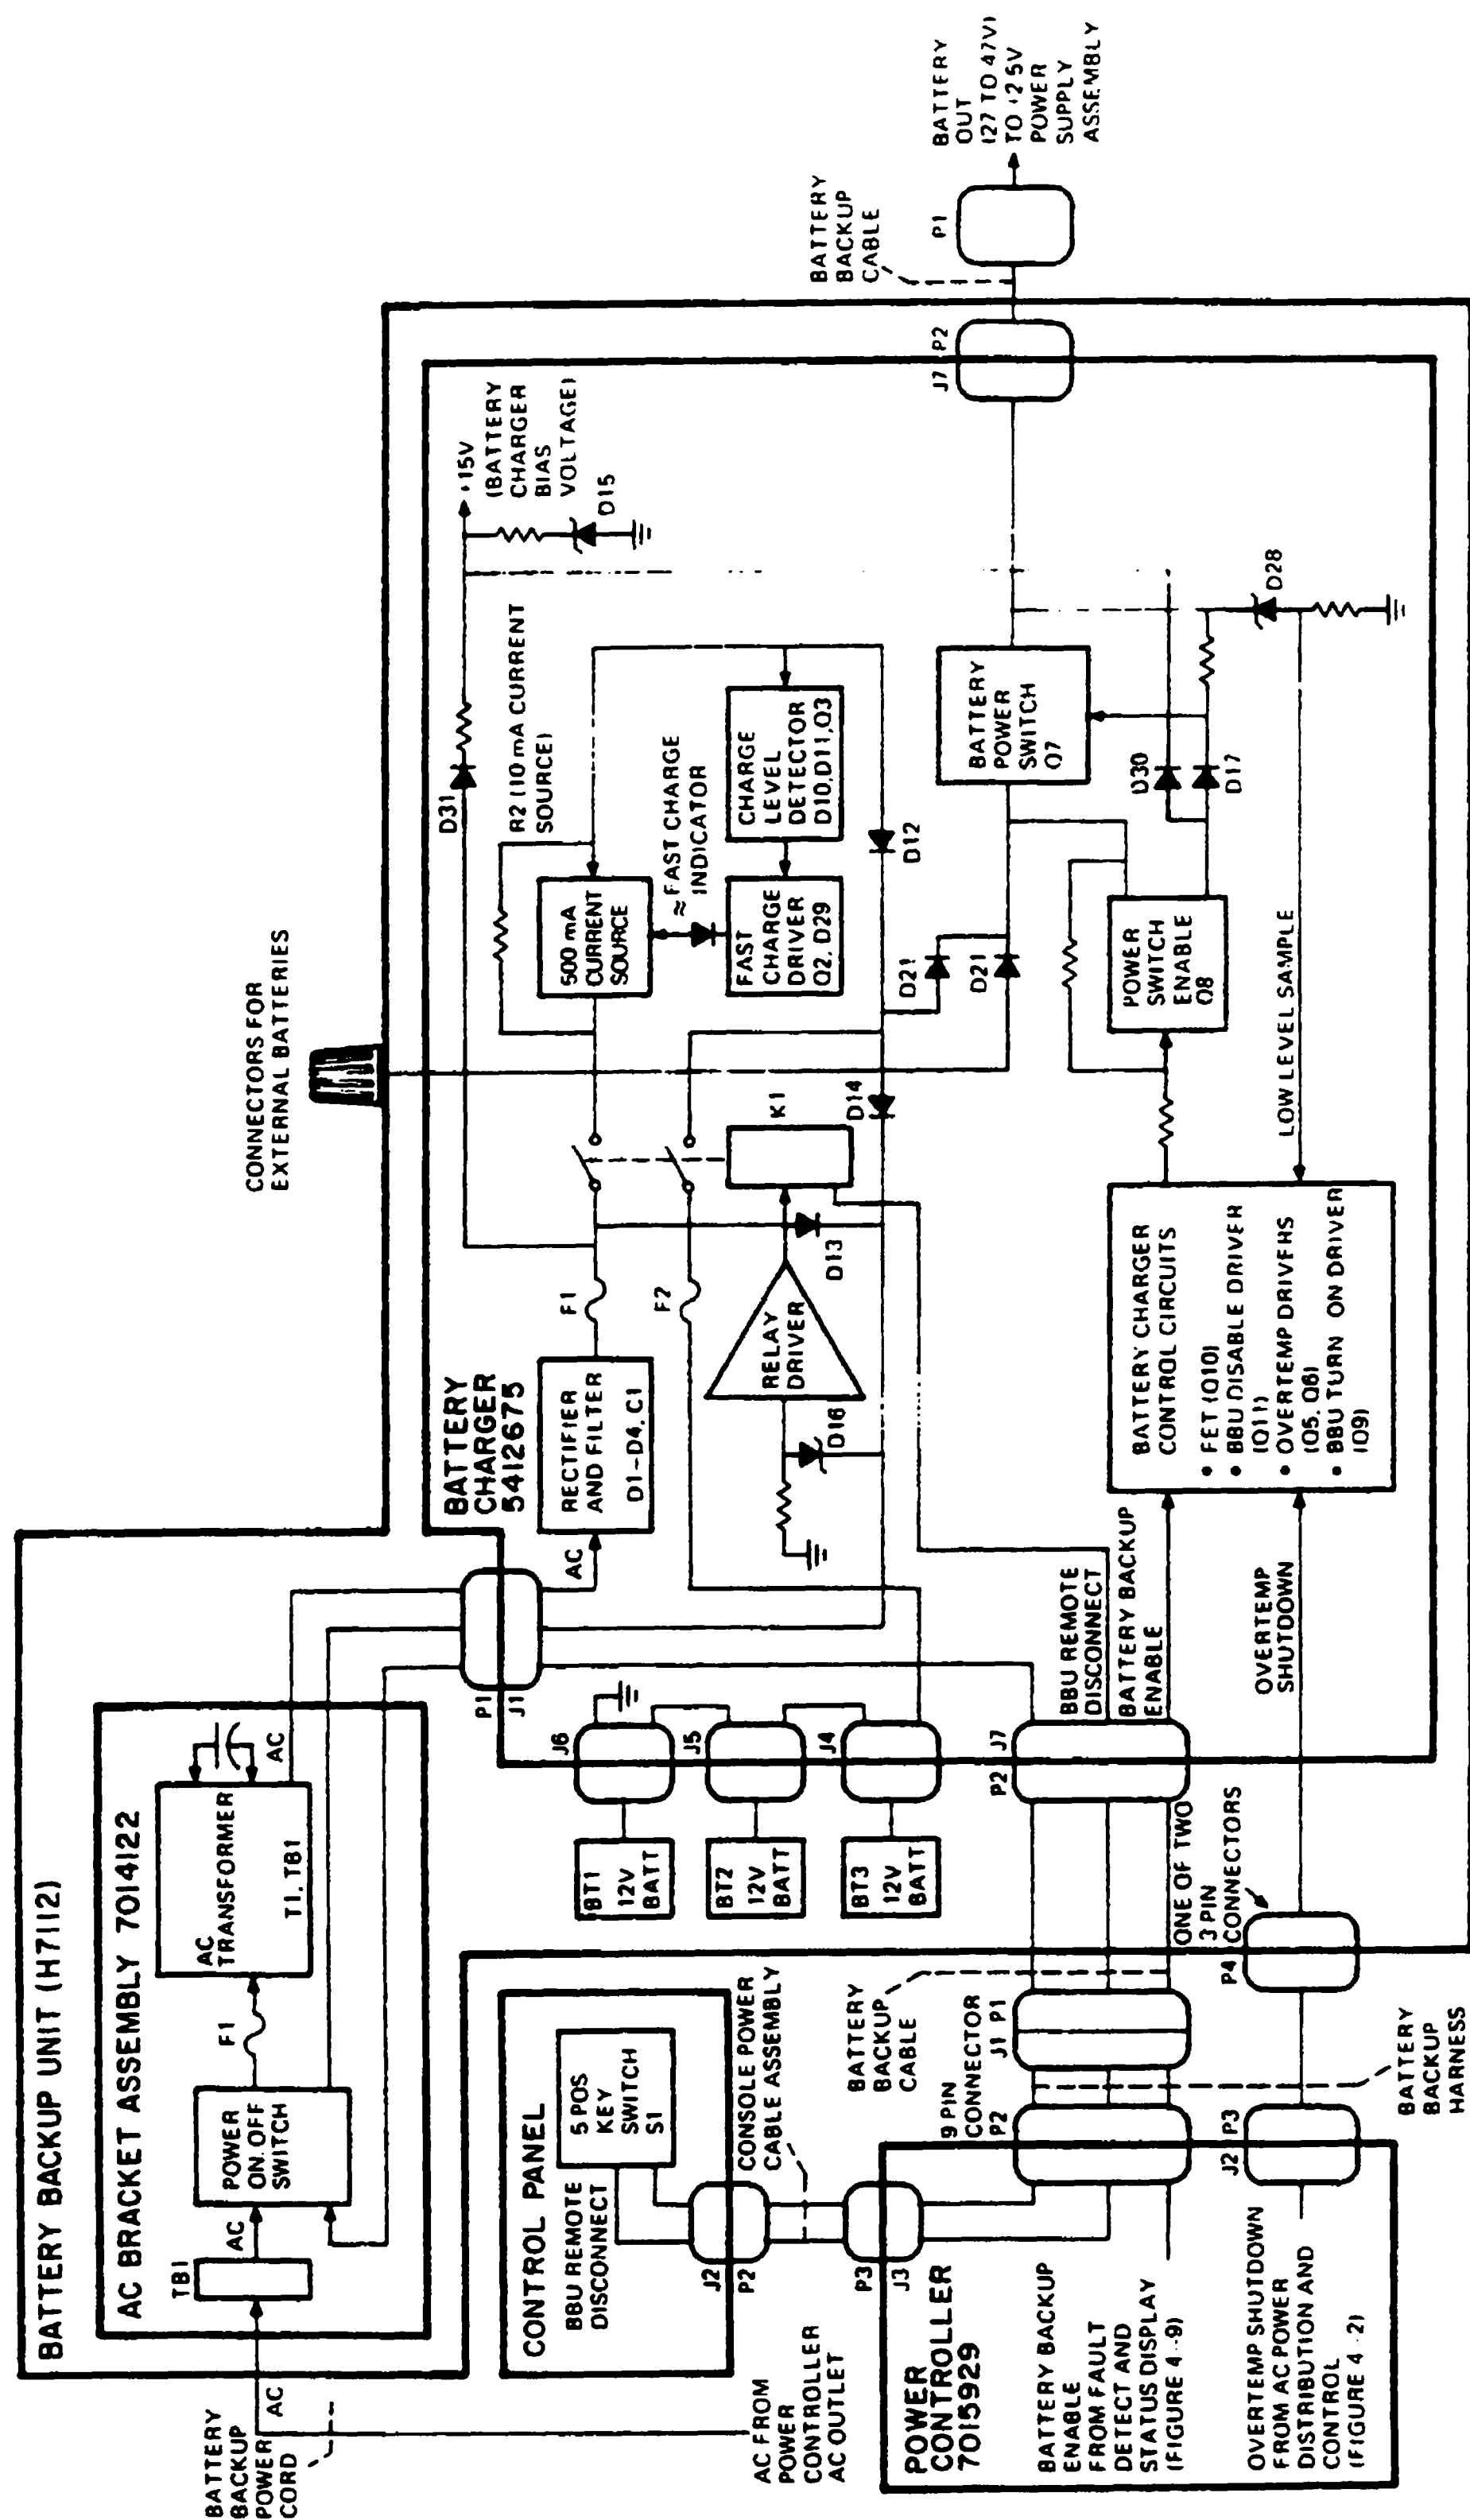 BATTERY BACKUP UNIT (H7112)
AC BRACKET ASSEMBLY 7014122
TB1
AC
POWER
ON.OFF
SWITCH
F1
AC
TRANSFORMER
T1. TB1
AC
BATTERY
BACKUP
POWER
CORD
AC
AC FROM
POWER
CONTROLLER
AC OUTLET
CONTROL PANEL
BBU REMOTE
DISCONNECT
5 POS
KEY
SWITCH
S1
J2
P2
CONSOLE POWER
CABLE ASSEMBLY
P3
J3
POWER
CONTROLLER
7015929
BATTERY BACKUP
ENABLE
FROM FAULT
DETECT AND
STATUS DISPLAY
(FIGURE 4-9)
OVERTEMP SHUTDOWN
FROM AC POWER
DISTRIBUTION AND
CONTROL
(FIGURE 4-2)
9 PIN
CONNECTOR
P2
J1 P1
J2 P3
BATTERY
BACKUP
CABLE
BATTERY
BACKUP
HARNESS
P4
ONE OF TWO
3 PIN
CONNECTORS
BT1
12V
BATT
BT2
12V
BATT
BT3
12V
BATT
J6
J5
J4
P2 J7
P1
J1
BATTERY
CHARGER
5412675
AC
RECTIFIER
AND FILTER
D1-D4, C1
F1
F2
D16
RELAY
DRIVER
D13
K1
D14
BBU REMOTE
DISCONNECT
BATTERY BACKUP
ENABLE
OVERTEMP
SHUTDOWN
BATTERY CHARGER
CONTROL CIRCUITS
• FET (Q10)
• BBU DISABLE DRIVER
(Q11)
• OVERTEMP DRIVERS
(Q5, Q6)
• BBU TURN ON DRIVER
(Q9)
LOW LEVEL SAMPLE
CONNECTORS FOR
EXTERNAL BATTERIES
D31
R2 (10 mA CURRENT
SOURCE)
500 mA
CURRENT
SOURCE
≈ FAST CHARGE
INDICATOR
FAST
CHARGE
DRIVER
Q2, D29
CHARGE
LEVEL
DETECTOR
D10, D11, Q3
D12
D21
D21
POWER
SWITCH
ENABLE
Q8
BATTERY
POWER
SWITCH
Q7
D30
D17
D28
+15V
(BATTERY
CHARGER
BIAS
VOLTAGE)
D15
J7 P2
BATTERY
BACKUP
CABLE
P1
BATTERY
OUT
(27 TO 47V)
TO +2.5V
POWER
SUPPLY
ASSEMBLY